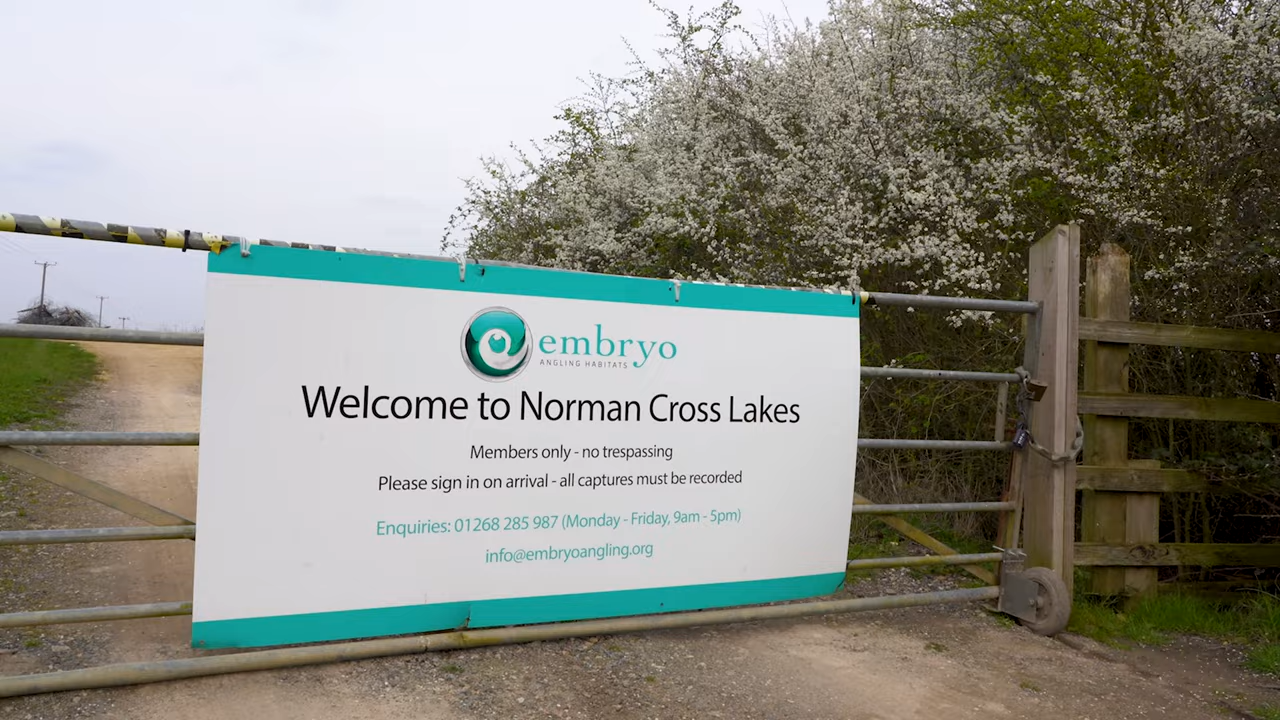 embryo
ANGLING HABITATS
Welcome to Norman Cross Lakes
Members only - no trespassing
Please sign in on arrival - all captures must be recorded
Enquiries: 01268 285 987 (Monday - Friday, 9am - 5pm)
info@embryoangling.org